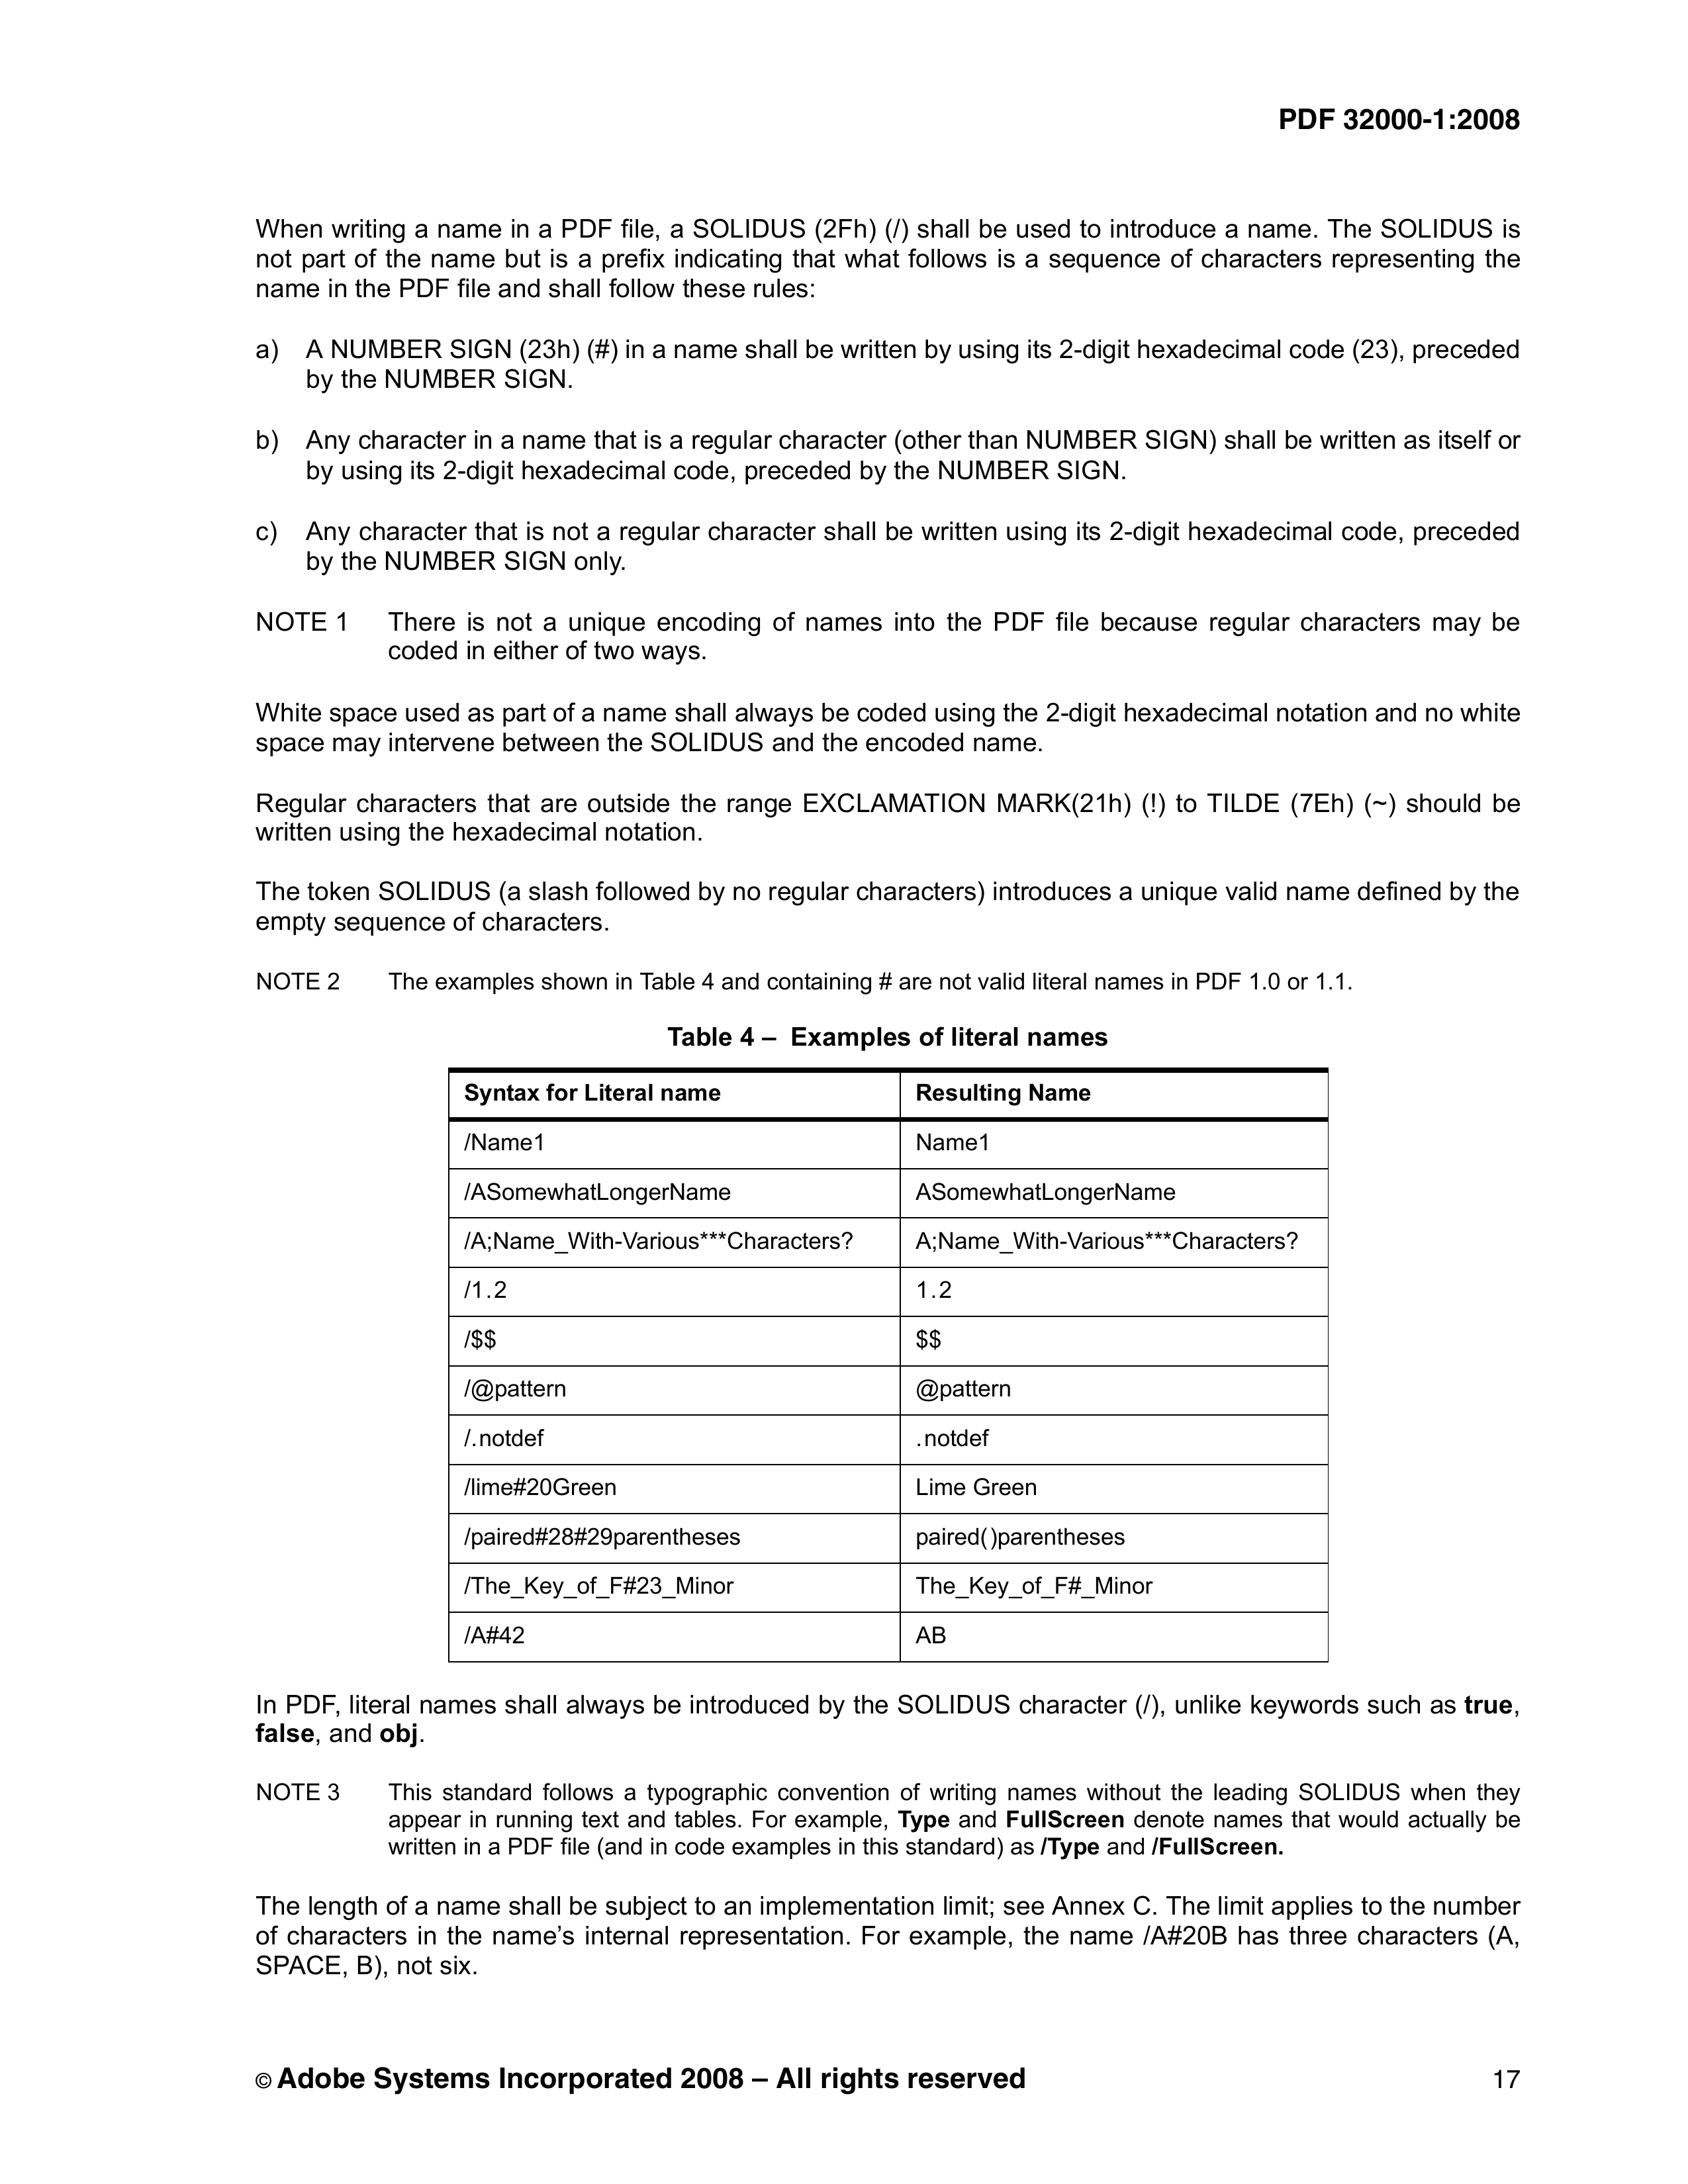 PDF 32000-1:2008
When writing a name in a PDF file, a SOLIDUS (2Fh) (/) shall be used to introduce a name. The SOLIDUS is
not part of the name but is a prefix indicating that what follows is a sequence of characters representing the
name in the PDF file and shall follow these rules:
a) A NUMBER SIGN (23h) (#) in a name shall be written by using its 2-digit hexadecimal code (23), preceded
by the NUMBER SIGN.
b) Any character in a name that is a regular character (other than NUMBER SIGN) shall be written as itself or
by using its 2-digit hexadecimal code, preceded by the NUMBER SIGN.
c) Any character that is not a regular character shall be written using its 2-digit hexadecimal code, preceded
by the NUMBER SIGN only.
NOTE 1 There is not a unique encoding of names into the PDF file because regular characters may be
coded in either of two ways.
White space used as part of a name shall always be coded using the 2-digit hexadecimal notation and no white
space may intervene between the SOLIDUS and the encoded name.
Regular characters that are outside the range EXCLAMATION MARK(21h) (!) to TILDE (7Eh) (~) should be
written using the hexadecimal notation.
The token SOLIDUS (a slash followed by no regular characters) introduces a unique valid name defined by the
empty sequence of characters.
NOTE 2 The examples shown in Table 4 and containing # are not valid literal names in PDF 1.0 or 1.1.
Table 4 – Examples of literal names
Syntax for Literal name Resulting Name
/Name1 Name1
/ASomewhatLongerName ASomewhatLongerName
/A;Name_With-Various***Characters? A;Name_With-Various***Characters?
/1.2 1.2
/$$ $$
/@pattern @pattern
/.notdef .notdef
/lime#20Green Lime Green
/paired#28#29parentheses paired()parentheses
/The_Key_of_F#23_Minor The_Key_of_F#_Minor
/A#42 AB
In PDF, literal names shall always be introduced by the SOLIDUS character (/), unlike keywords such as true,
false, and obj.
NOTE 3 This standard follows a typographic convention of writing names without the leading SOLIDUS when they
appear in running text and tables. For example, Type and FullScreen denote names that would actually be
written in a PDF file (and in code examples in this standard) as /Type and /FullScreen.
The length of a name shall be subject to an implementation limit; see Annex C. The limit applies to the number
of characters in the name’s internal representation. For example, the name /A#20B has three characters (A,
SPACE, B), not six.
© Adobe Systems Incorporated 2008 – All rights reserved 17